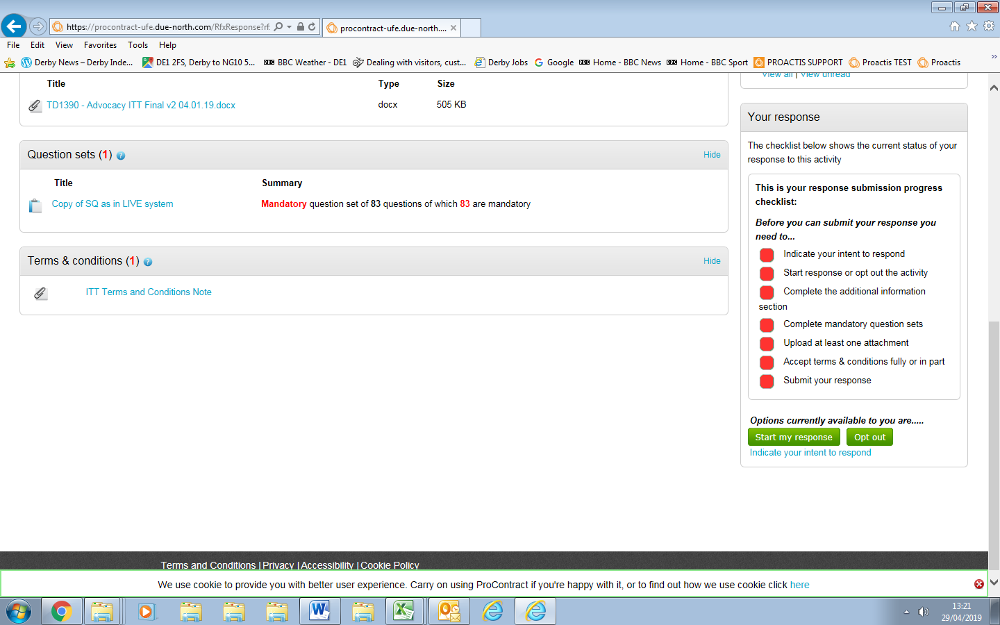 https://procontract-ufe.due-north.com/RfxResponse?rf:
procontract-ufe.due-north....
File Edit View Favorites Tools Help
Derby News – Derby Inde...
DE1 2FS, Derby to NG10 5...
BBC Weather - DE1
Dealing with visitors, cust...
Derby Jobs
Google
Home - BBC News
Home - BBC Sport
PROACTIS SUPPORT
Proactis TEST
Proactis
Title Type Size
TD1390 - Advocacy ITT Final v2 04.01.19.docx docx 505 KB
Question sets (1) ? Hide
Title Summary
Copy of SQ as in LIVE system Mandatory question set of 83 questions of which 83 are mandatory
Terms & conditions (1) ? Hide
ITT Terms and Conditions Note
View all | View unread
Your response
The checklist below shows the current status of your
response to this activity
This is your response submission progress
checklist:
Before you can submit your response you
need to...
Indicate your intent to respond
Start response or opt out the activity
Complete the additional information
section
Complete mandatory question sets
Upload at least one attachment
Accept terms & conditions fully or in part
Submit your response
Options currently available to you are.....
Start my response Opt out
Indicate your intent to respond
Terms and Conditions | Privacy | Accessibility | Cookie Policy
We use cookie to provide you with better user experience. Carry on using ProContract if you're happy with it, or to find out how we use cookie click here
13:21
29/04/2019